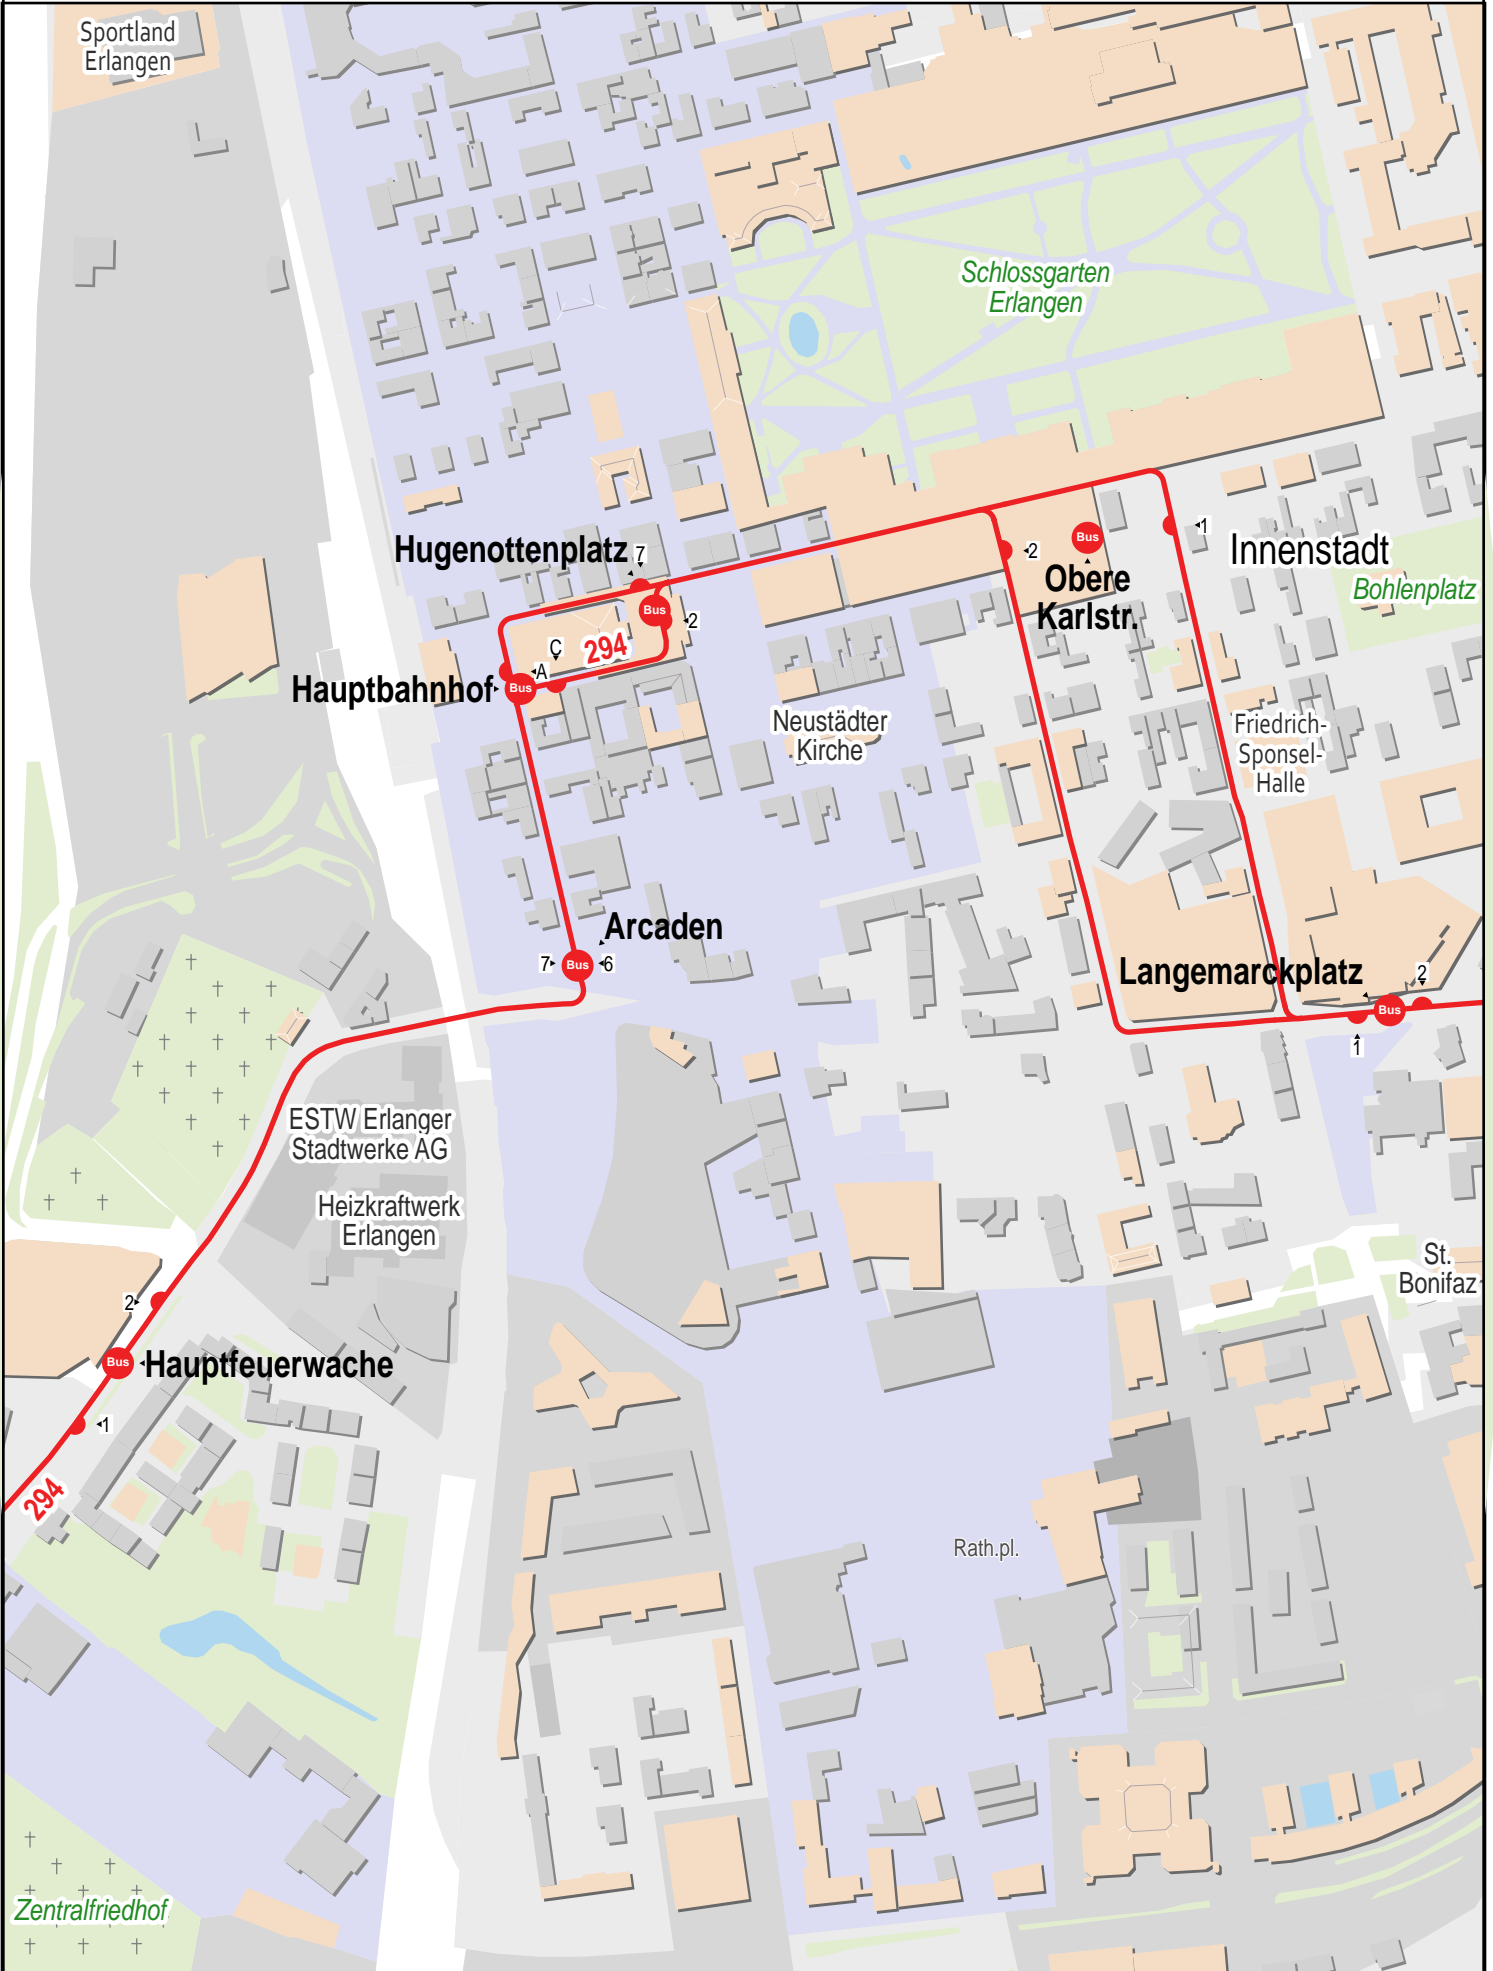 Sportland
Erlangen
Schlossgarten
Erlangen
1
Hugenottenplatz
7
2
Bus
Obere
Karlstr.
Innenstadt
Bohlenplatz
Bus
2
C
294
A
Hauptbahnhof
Bus
Neustädter
Kirche
Friedrich-
Sponsel-
Halle
Arcaden
7
Bus
6
Langemarckplatz
2
Bus
1
ESTW Erlanger
Stadtwerke AG
Heizkraftwerk
Erlangen
St.
Bonifaz
2
Bus
Hauptfeuerwache
1
294
Rath.pl.
Zentralfriedhof